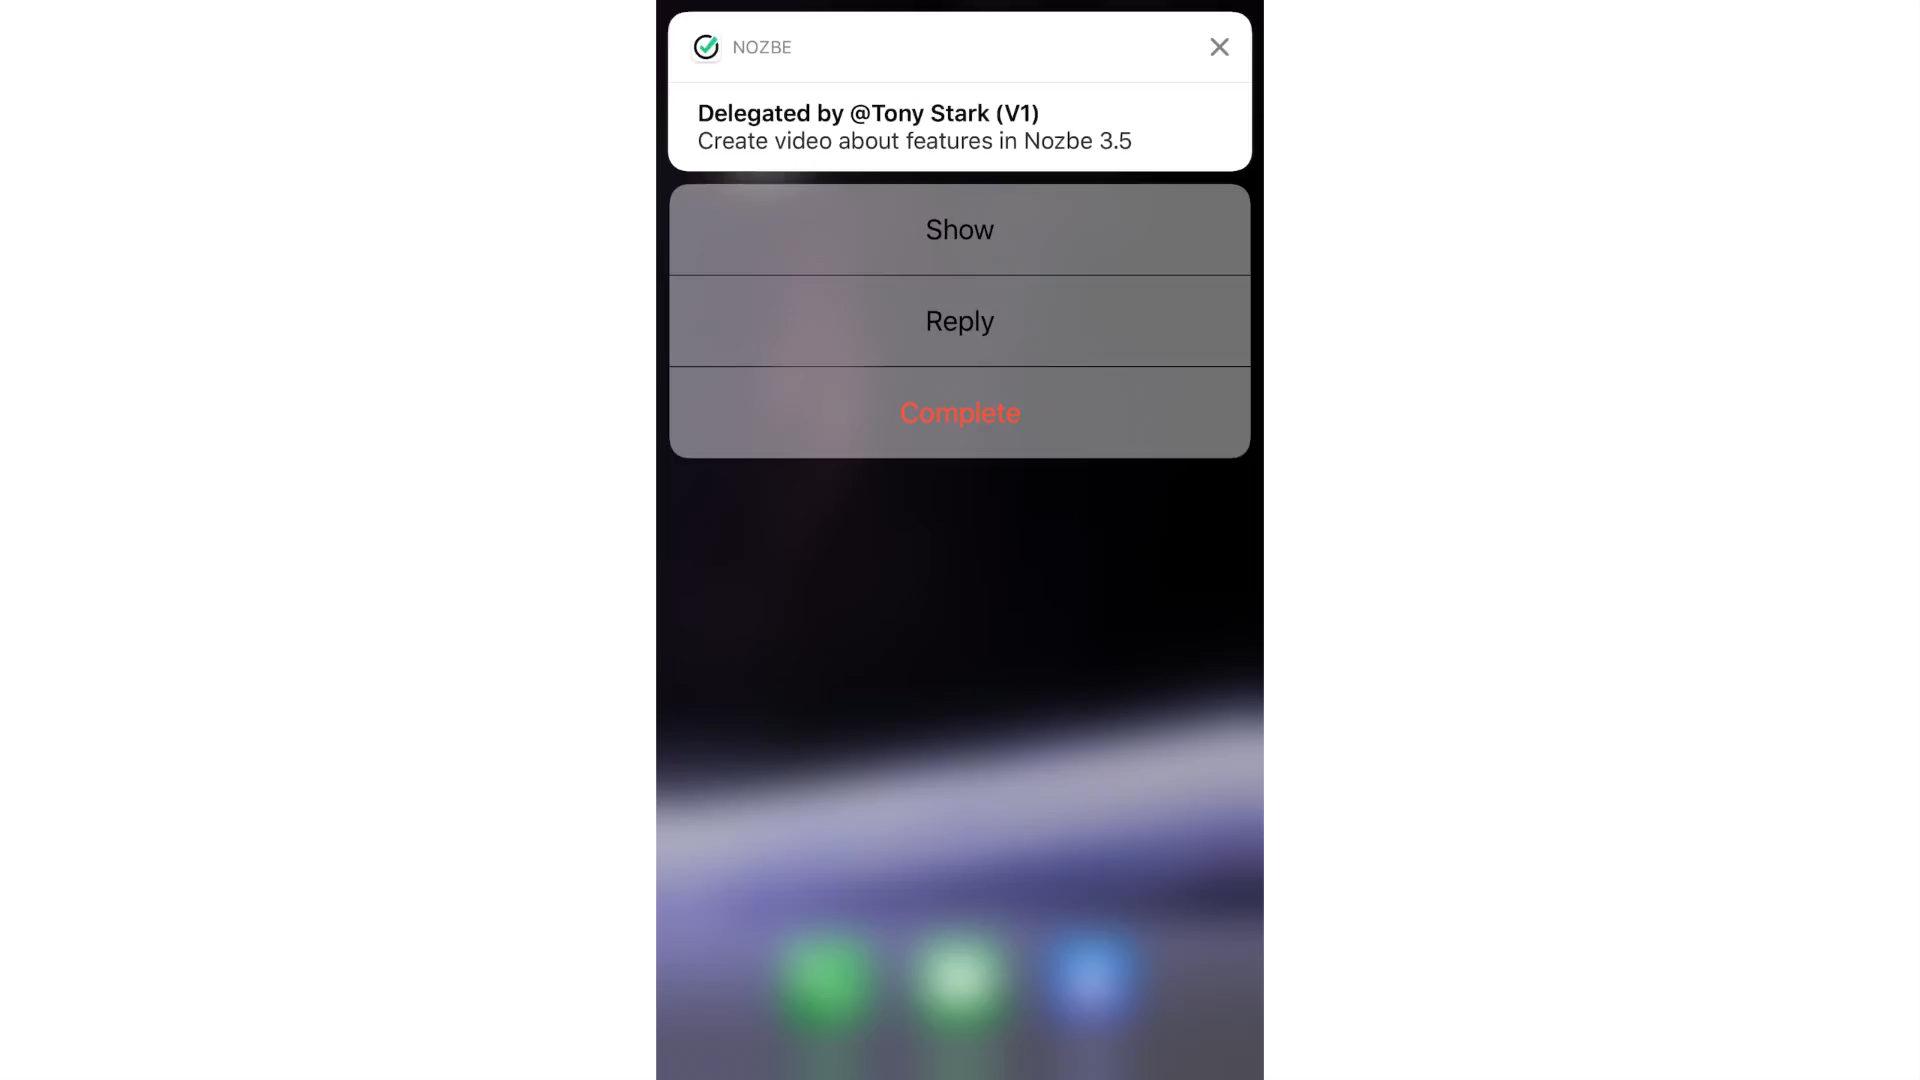 NOZBE
Delegated by @Tony Stark (V1)
Create video about features in Nozbe 3.5
Show
Reply
Complete